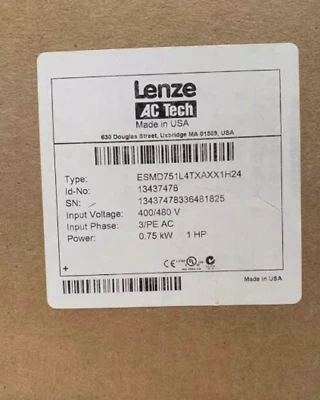 Lenze
AC Tech
Made in USA
630 Douglas Street, Uxbridge MA 01569, USA
Type: ESMD751L4TXAXX1H24
Id-No: 13437478
SN: 13437478336481825
Input Voltage: 400/480 V
Input Phase: 3/PE AC
Power: 0.75 kW 1 HP
Made in USA